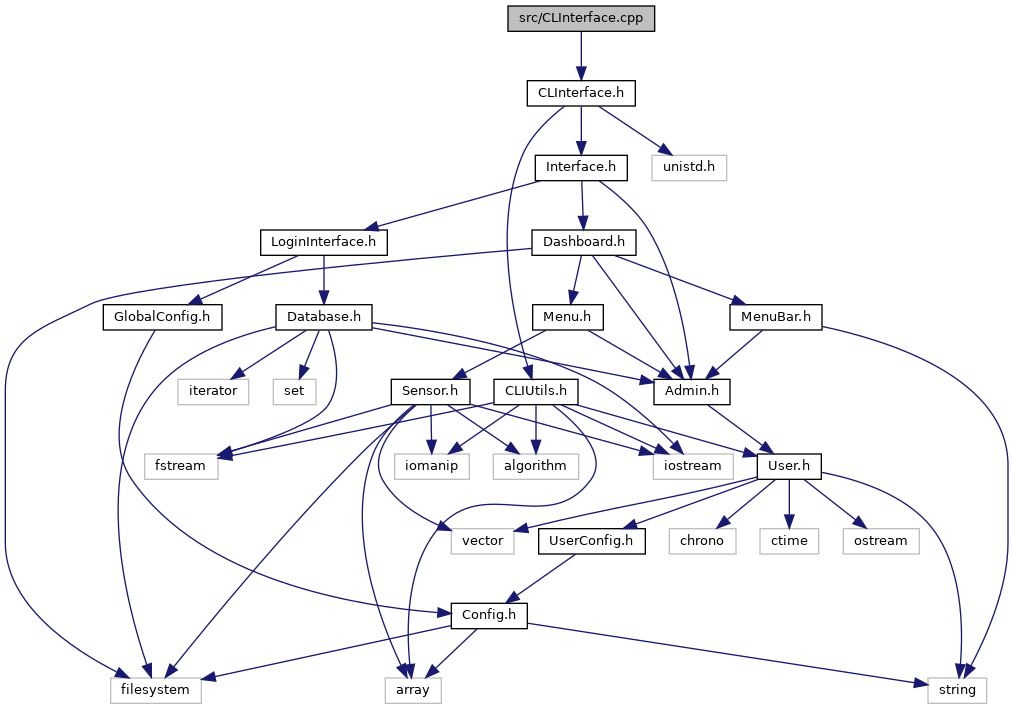 src/CLInterface.cpp
CLInterface.h
Interface.h
unistd.h
LoginInterface.h
Dashboard.h
GlobalConfig.h
Database.h
Menu.h
MenuBar.h
iterator
set
Sensor.h
CLIUtils.h
Admin.h
fstream
iomanip
algorithm
iostream
User.h
vector
UserConfig.h
chrono
ctime
ostream
Config.h
filesystem
array
string